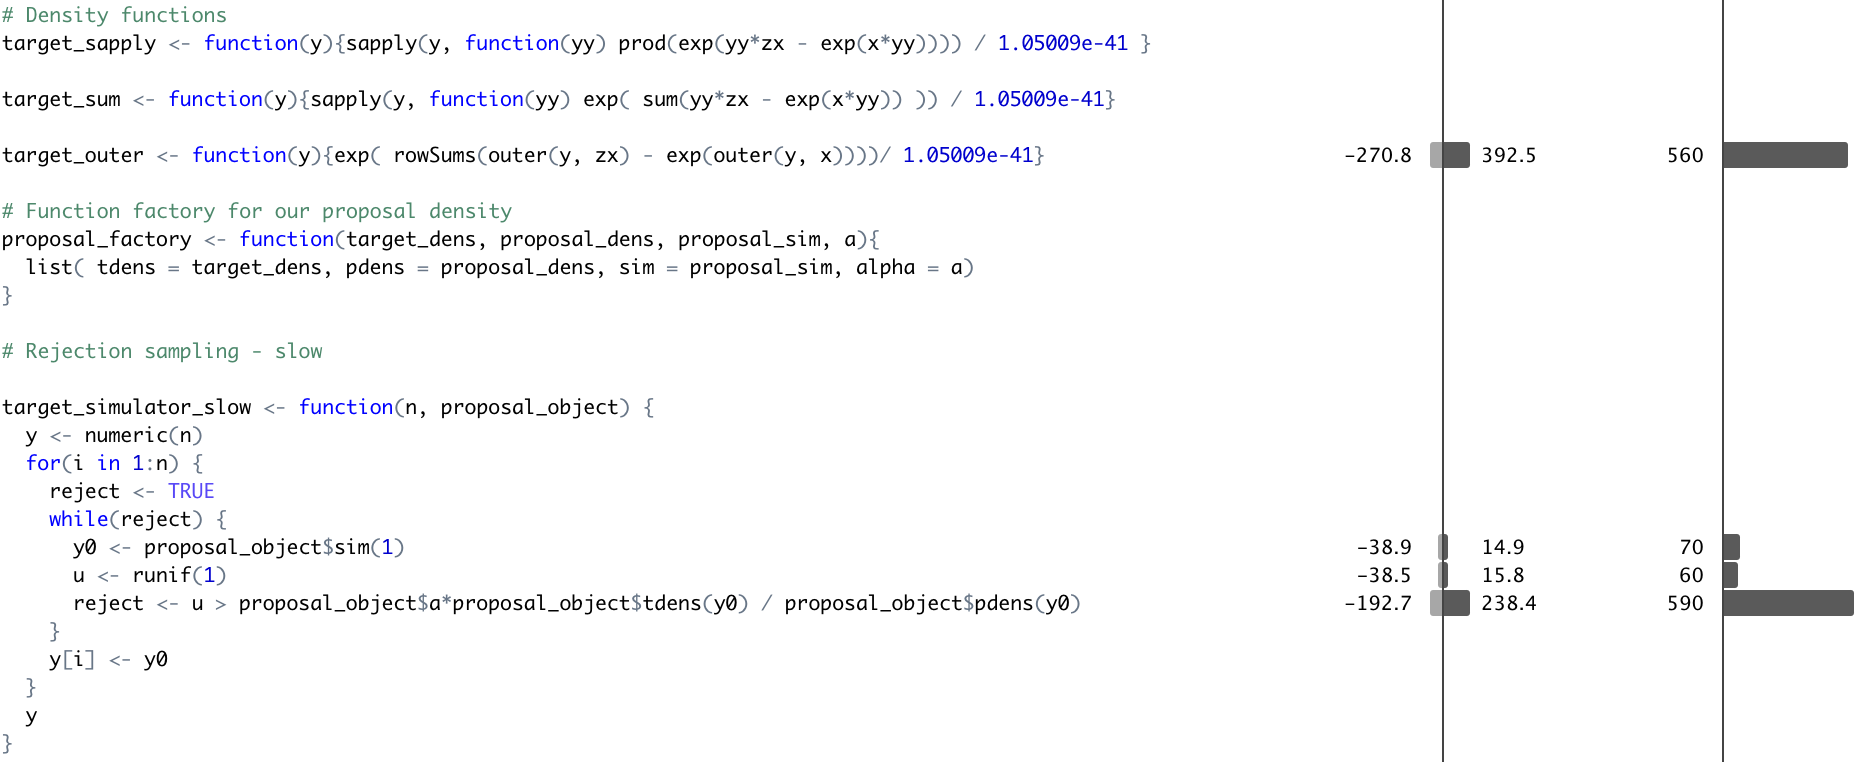 # Density functions
target_sapply <- function(y){sapply(y, function(yy) prod(exp(yy*zx - exp(x*yy)))) / 1.05009e-41 }
target_sum <- function(y){sapply(y, function(yy) exp( sum(yy*zx - exp(x*yy)) )) / 1.05009e-41}
target_outer <- function(y){exp( rowSums(outer(y, zx) - exp(outer(y, x))))/ 1.05009e-41} -270.8 392.5 560
# Function factory for our proposal density
proposal_factory <- function(target_dens, proposal_dens, proposal_sim, a){
  list( tdens = target_dens, pdens = proposal_dens, sim = proposal_sim, alpha = a)
}
# Rejection sampling - slow
target_simulator_slow <- function(n, proposal_object) {
  y <- numeric(n)
  for(i in 1:n) {
    reject <- TRUE
    while(reject) {
      y0 <- proposal_object$sim(1) -38.9 14.9 70
      u <- runif(1) -38.5 15.8 60
      reject <- u > proposal_object$a*proposal_object$tdens(y0) / proposal_object$pdens(y0) -192.7 238.4 590
    }
    y[i] <- y0
  }
  y
}